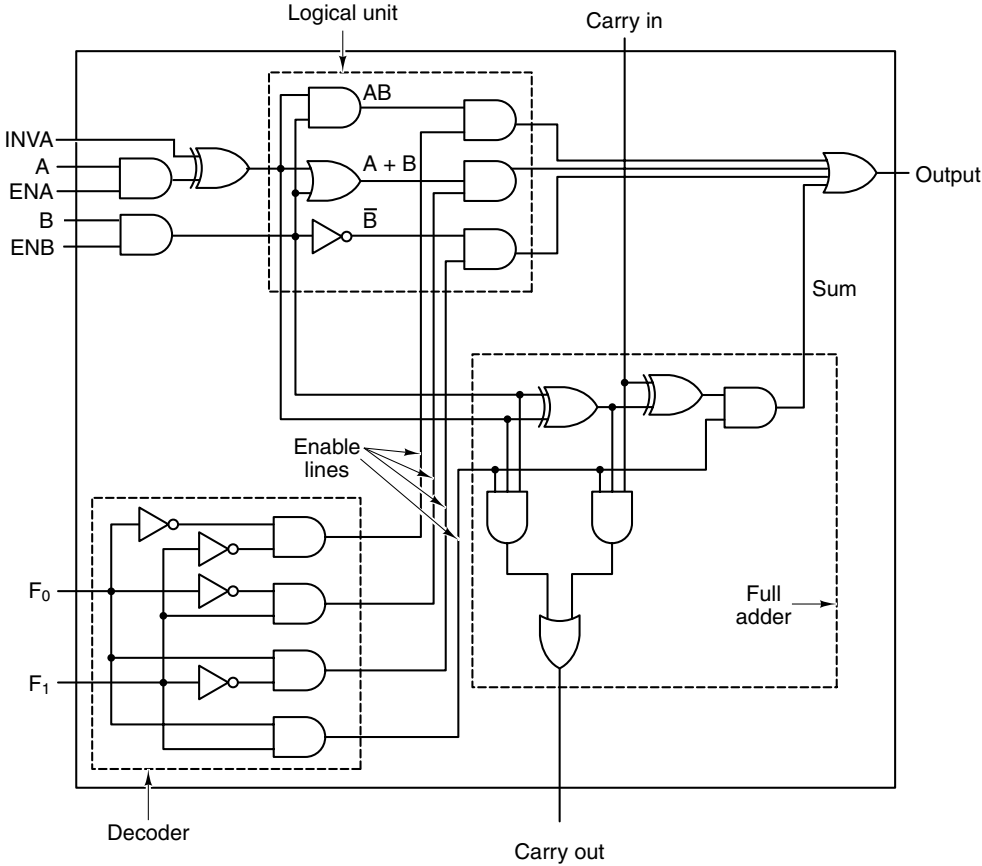 Logical unit
Carry in
INVA
A
ENA
B
ENB
AB
A + B
B̅
Output
Sum
Enable
lines
F₀
F₁
Full
adder
Decoder
Carry out